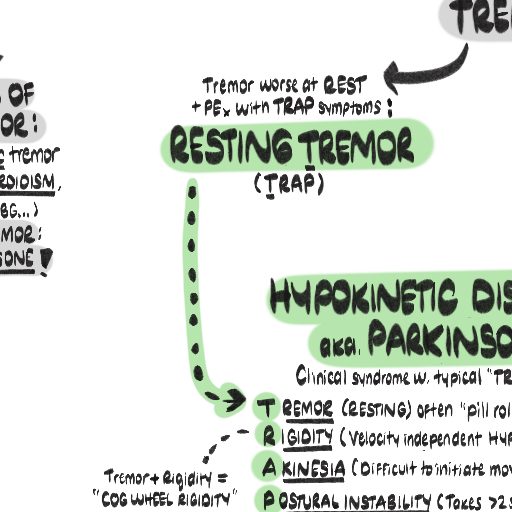 TREM
Tremor worse at REST
+ PEx with TRAP symptoms :
RESTING TREMOR
(TRAP)
OF
OR:
tremor
RDIOISM,
BG...)
MOR:
SONE
HYPOKINETIC DIS
aka. PARKINSO
Clinical syndrome w. typical "TR
TREMOR (RESTING) often "pill rol
RIGIDITY (Velocity independent HYP
AKINESIA (Difficult to initiate mov
POSTURAL INSTABILITY (Takes >2 s
Tremor + Rigidity =
"COG WHEEL RIGIDITY"